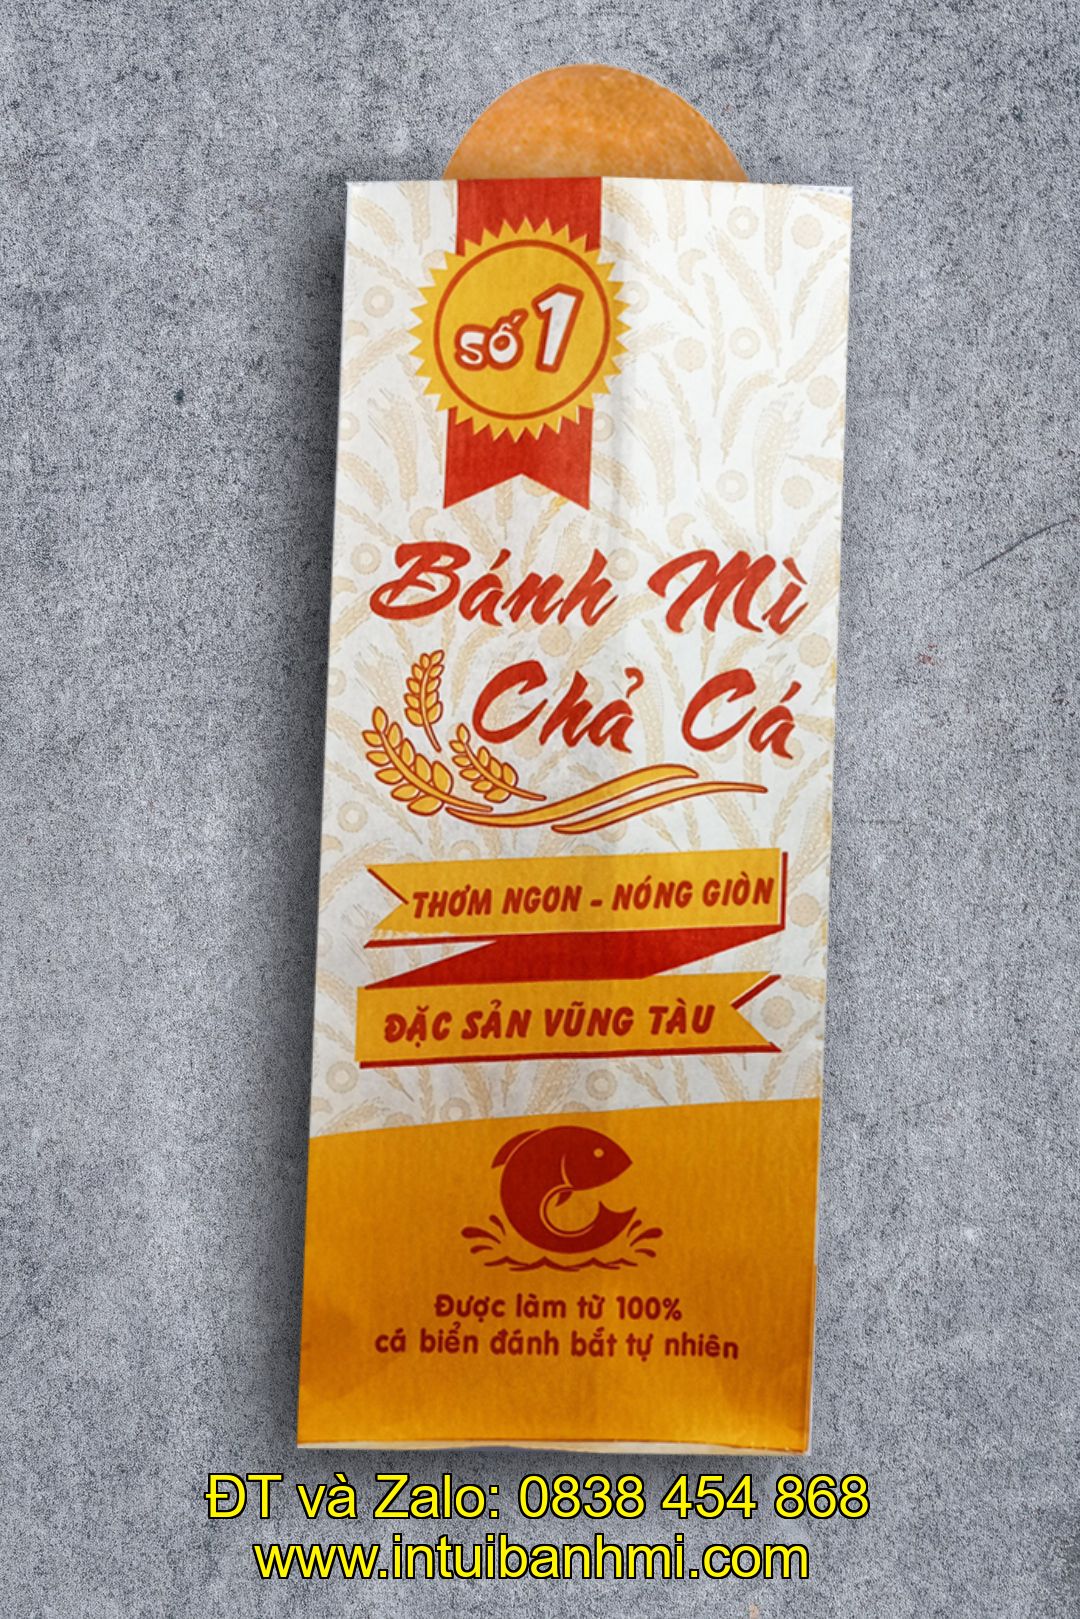 Số 1
Bánh Mì
Chả Cá
THƠM NGON - NÓNG GIÒN
ĐẶC SẢN VŨNG TÀU
Được làm từ 100%
cá biển đánh bắt tự nhiên
ĐT và Zalo: 0838 454 868
www.intuibanhmi.com